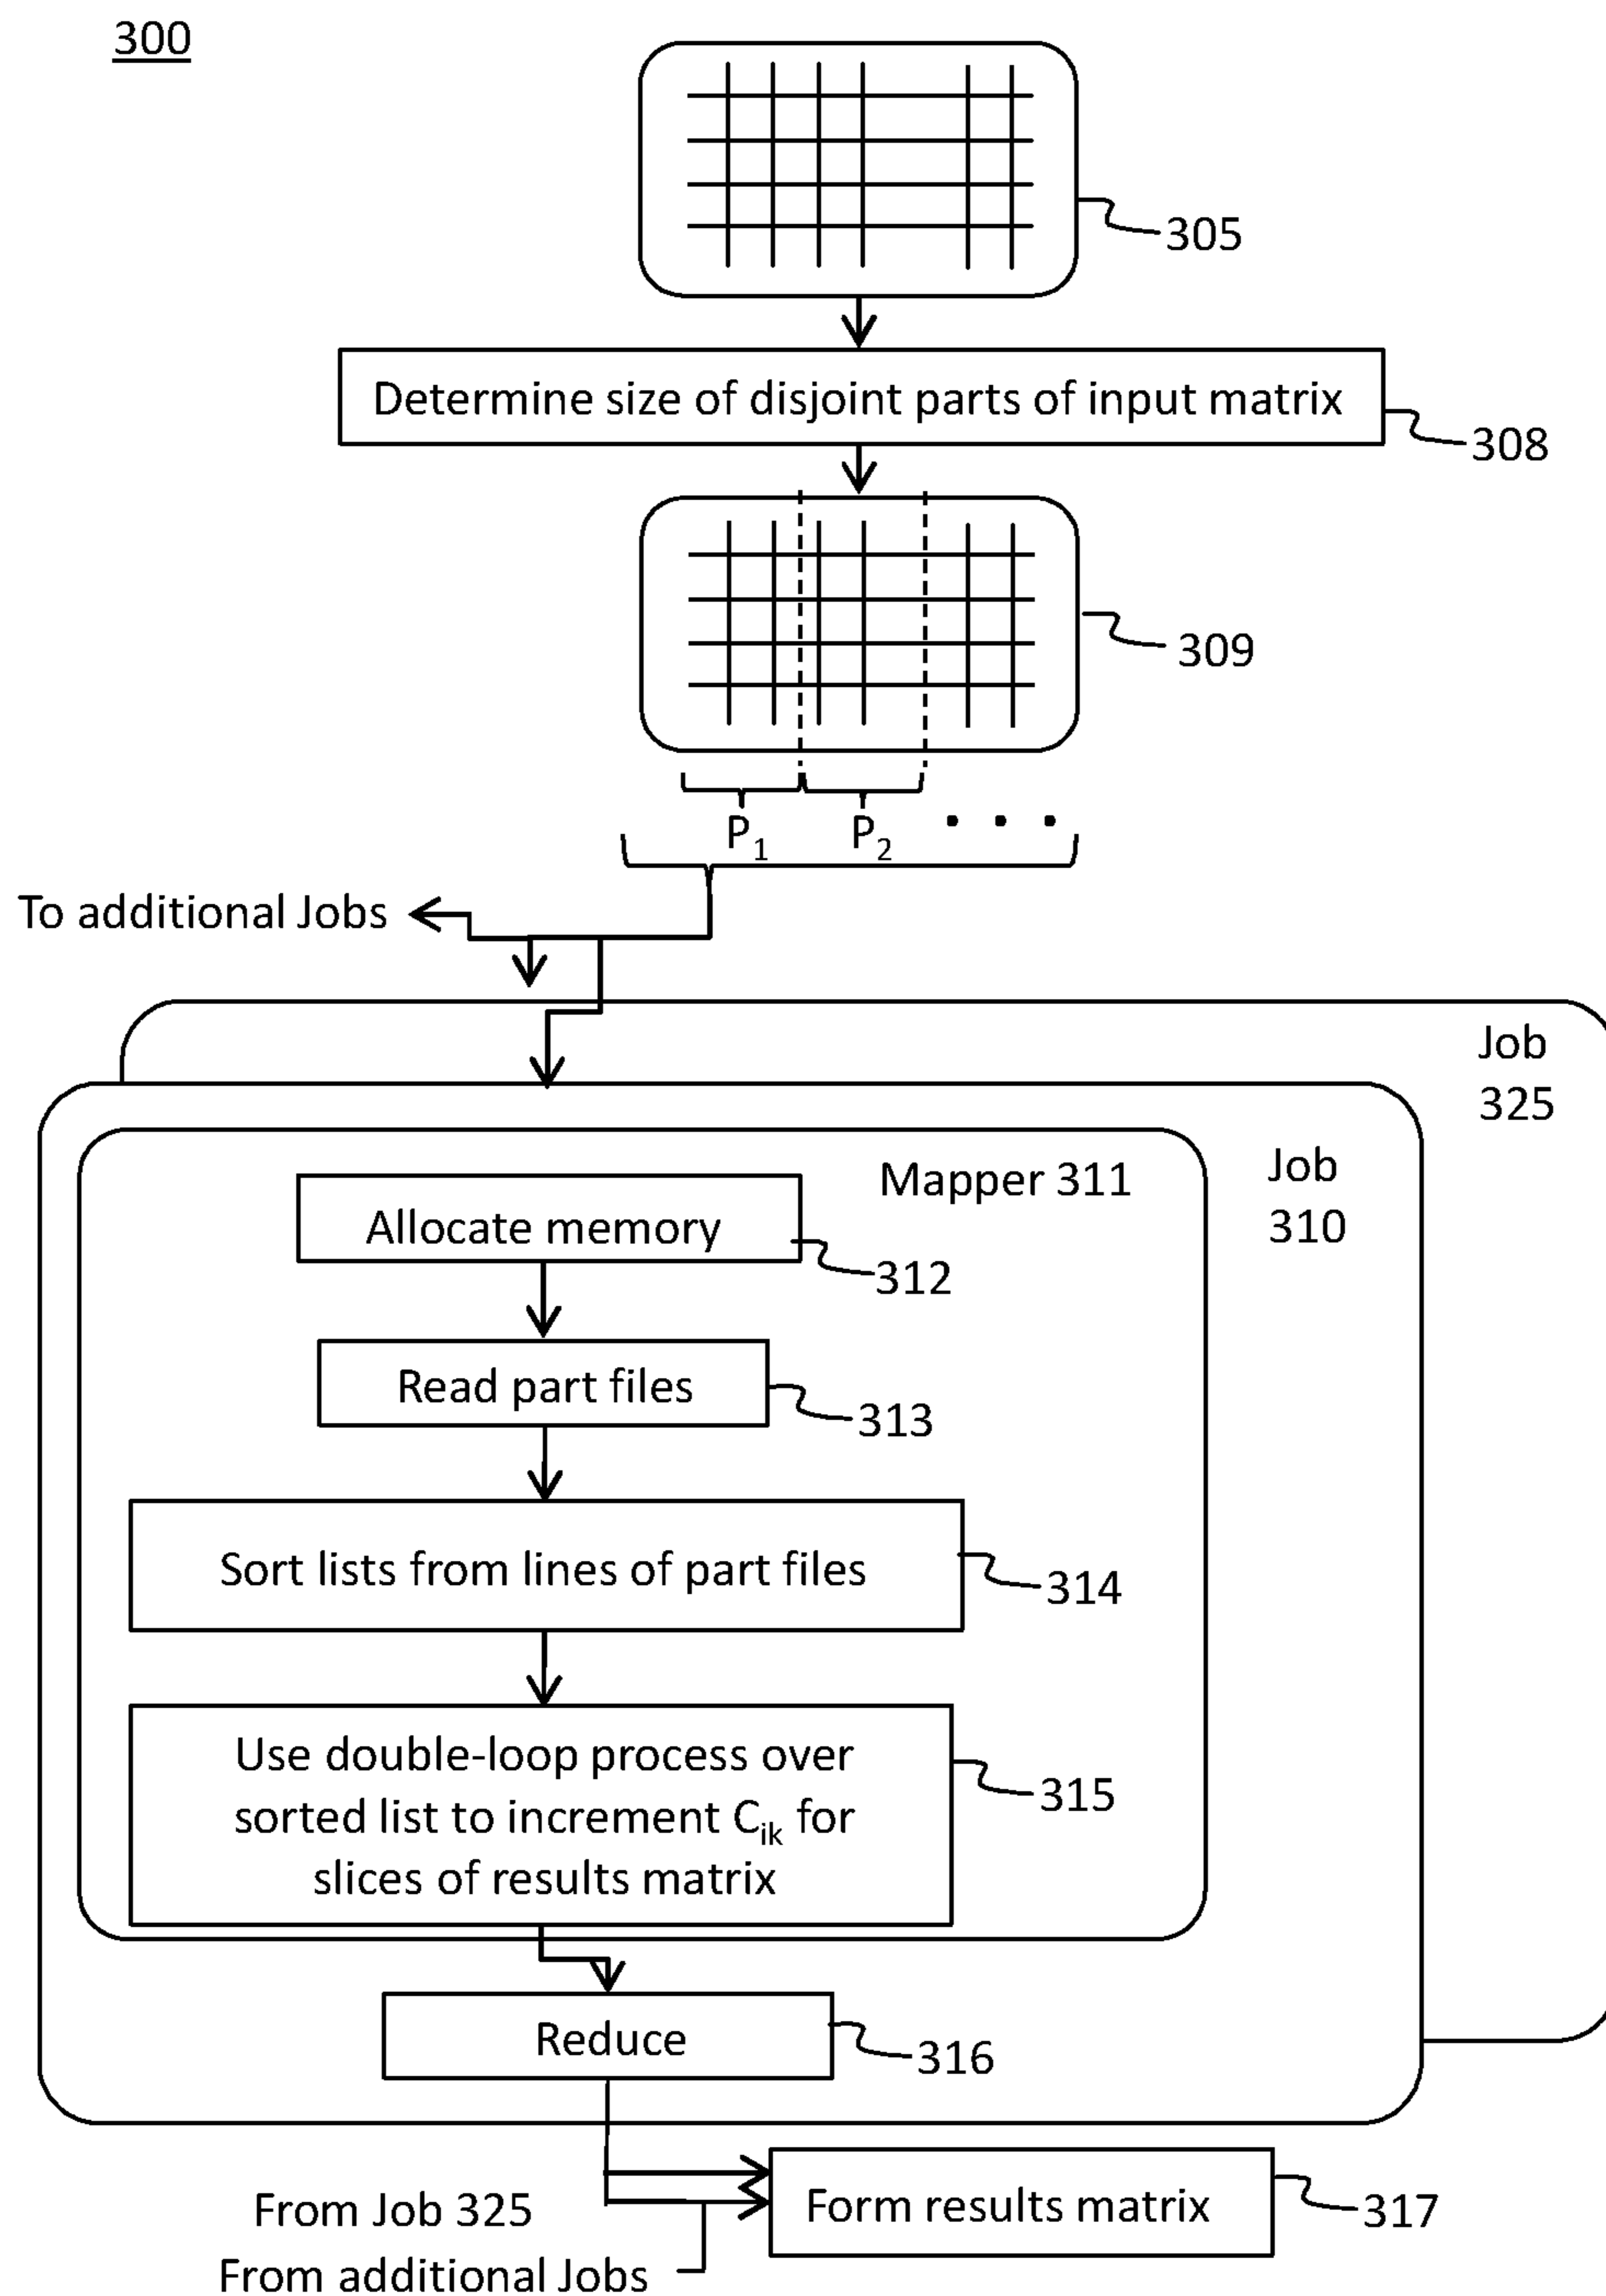 300
305
Determine size of disjoint parts of input matrix
308
309
P1 P2 . . .
To additional Jobs
Job
325
Mapper 311
Job
310
Allocate memory
312
Read part files
313
Sort lists from lines of part files
314
Use double-loop process over
sorted list to increment Cik for
slices of results matrix
315
Reduce
316
From Job 325
Form results matrix
317
From additional Jobs